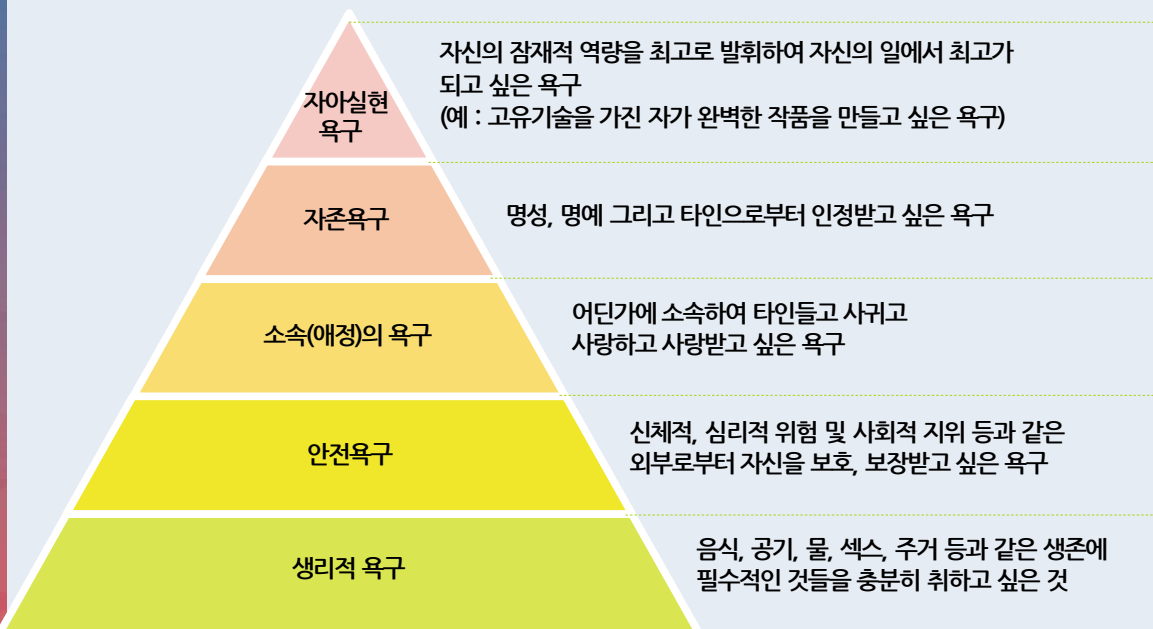 자아실현
욕구
자신의 잠재적 역량을 최고로 발휘하여 자신의 일에서 최고가
되고 싶은 욕구
(예 : 고유기술을 가진 자가 완벽한 작품을 만들고 싶은 욕구)
자존욕구
명성, 명예 그리고 타인으로부터 인정받고 싶은 욕구
소속(애정)의 욕구
어딘가에 소속하여 타인들고 사귀고
사랑하고 사랑받고 싶은 욕구
안전욕구
신체적, 심리적 위험 및 사회적 지위 등과 같은
외부로부터 자신을 보호, 보장받고 싶은 욕구
생리적 욕구
음식, 공기, 물, 섹스, 주거 등과 같은 생존에
필수적인 것들을 충분히 취하고 싶은 것